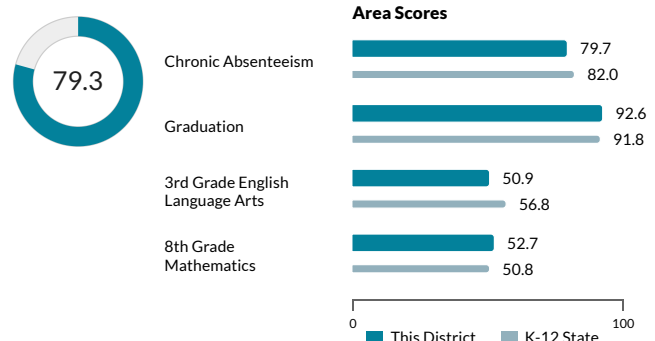 Area Scores
79.3
Chronic Absenteeism
79.7
82.0
Graduation
92.6
91.8
3rd Grade English
Language Arts
50.9
56.8
8th Grade
Mathematics
52.7
50.8
0
100
This District
K-12 State